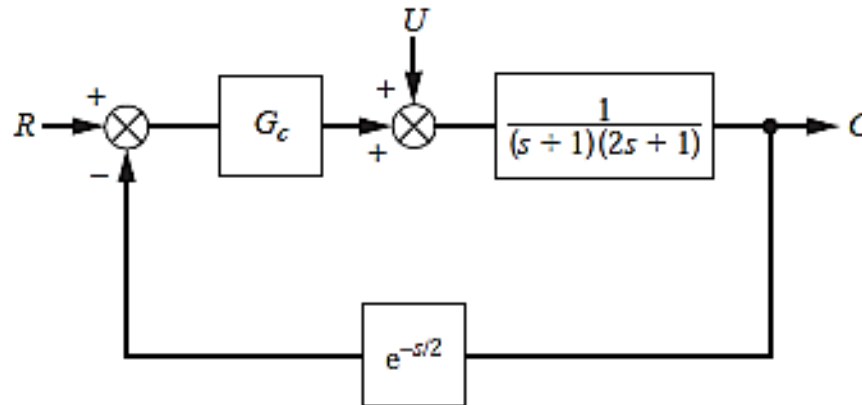 U
+
+
R
G_c
+
1
(s + 1)(2s + 1)
C
−
e^{−s/2}